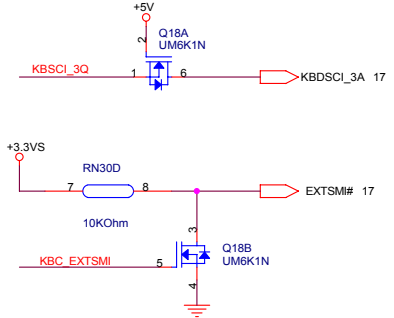 +5V
2
Q18A
UM6K1N
KBSCI_3Q
1
6
KBDSCI_3A 17
+3.3VS
RN30D
7
8
EXTSMI# 17
10KOhm
3
Q18B
UM6K1N
KBC_EXTSMI
5
4